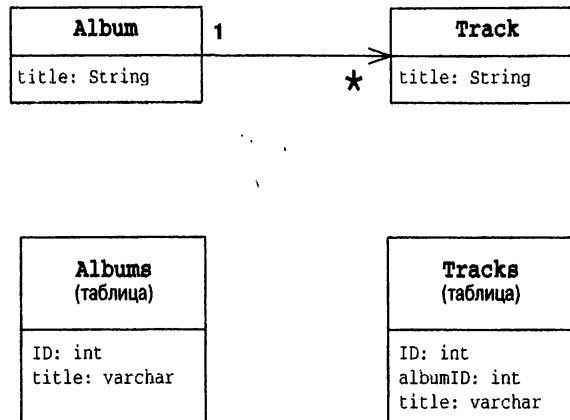 Album
1
Track
title: String
*
title: String
Albums
(таблица)
Tracks
(таблица)
ID: int
title: varchar
ID: int
albumID: int
title: varchar